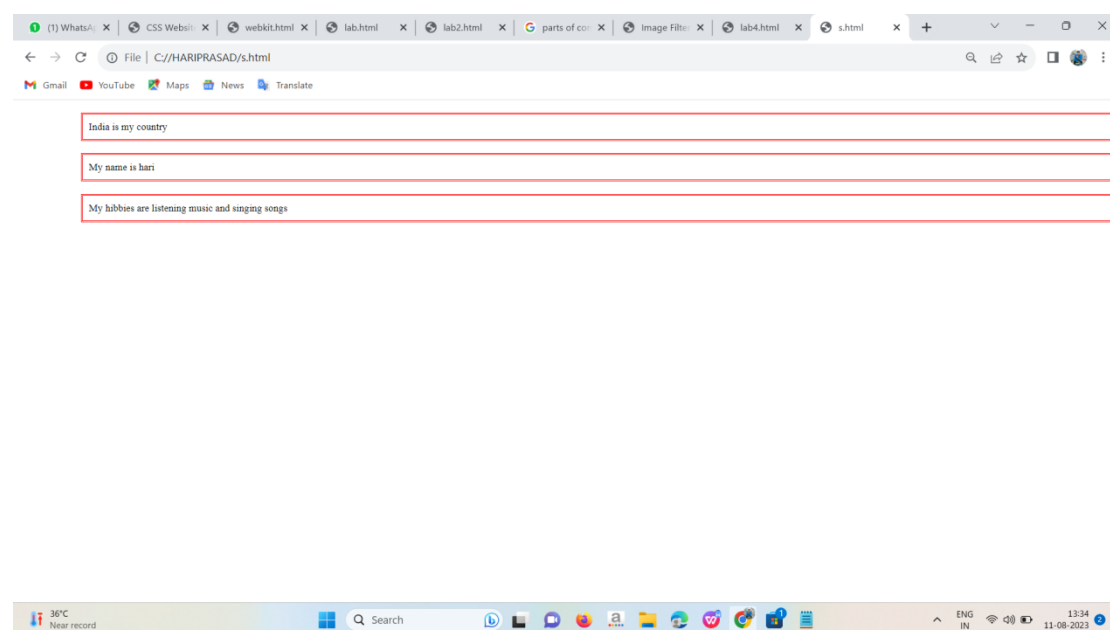 (1) WhatsAp
CSS Websit
webkit.html
lab.html
lab2.html
parts of cor
Image Filte
lab4.html
s.html
File | C://HARIPRASAD/s.html
Gmail YouTube Maps News Translate
India is my country
My name is hari
My hibbies are listening music and singing songs
36°C
Near record
Search
ENG
IN
13:34
11-08-2023
2